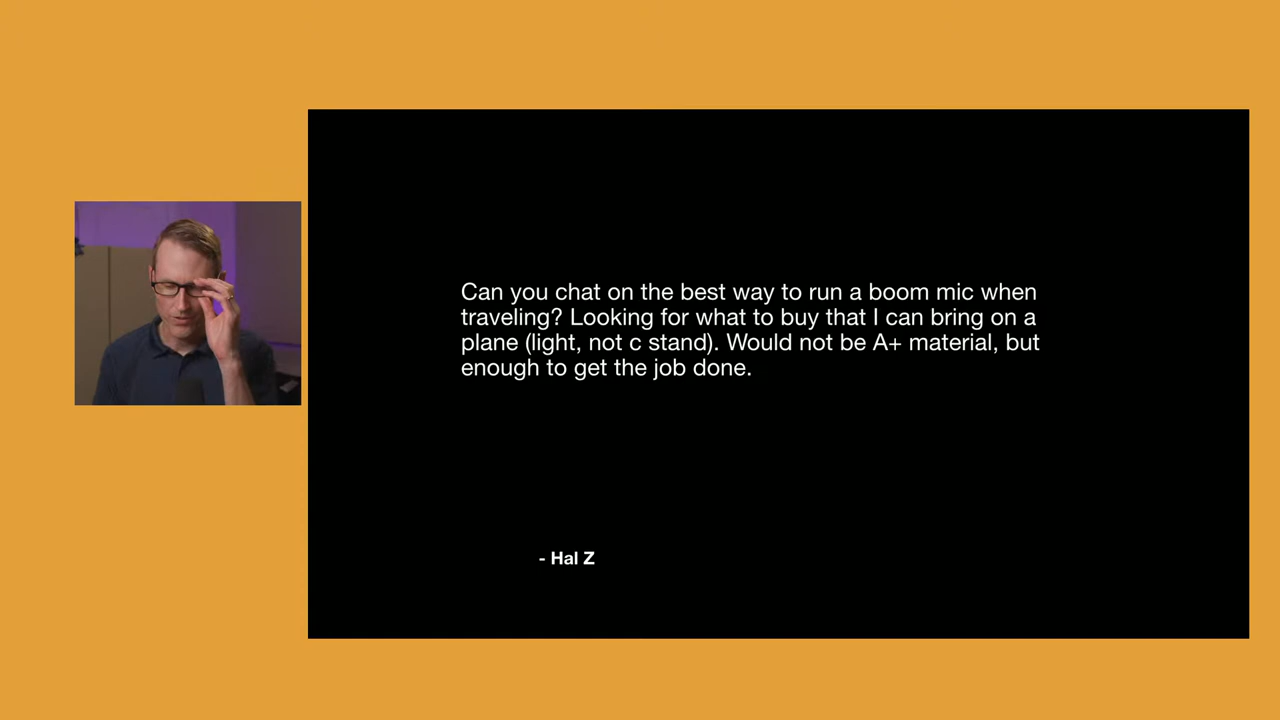 Can you chat on the best way to run a boom mic when
traveling? Looking for what to buy that I can bring on a
plane (light, not c stand). Would not be A+ material, but
enough to get the job done.
- Hal Z